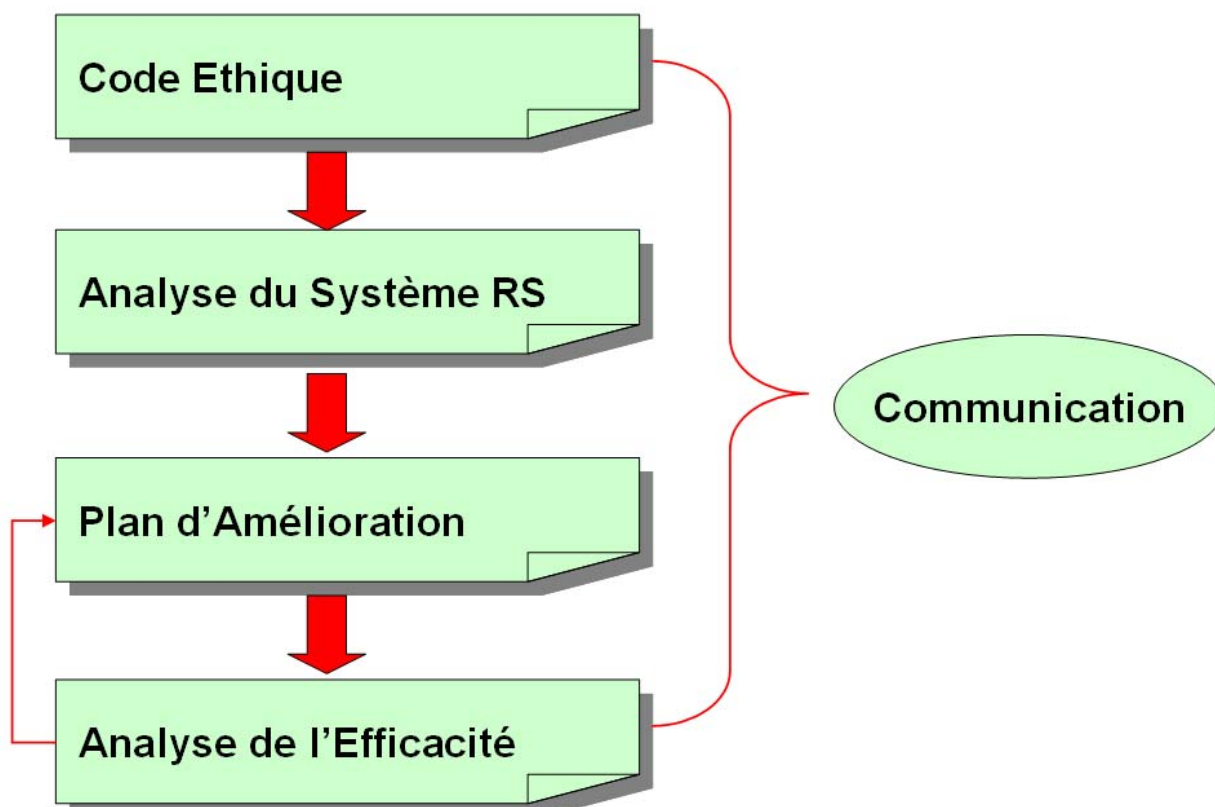 Code Ethique
Analyse du Système RS
Communication
Plan d’Amélioration
Analyse de l’Efficacité